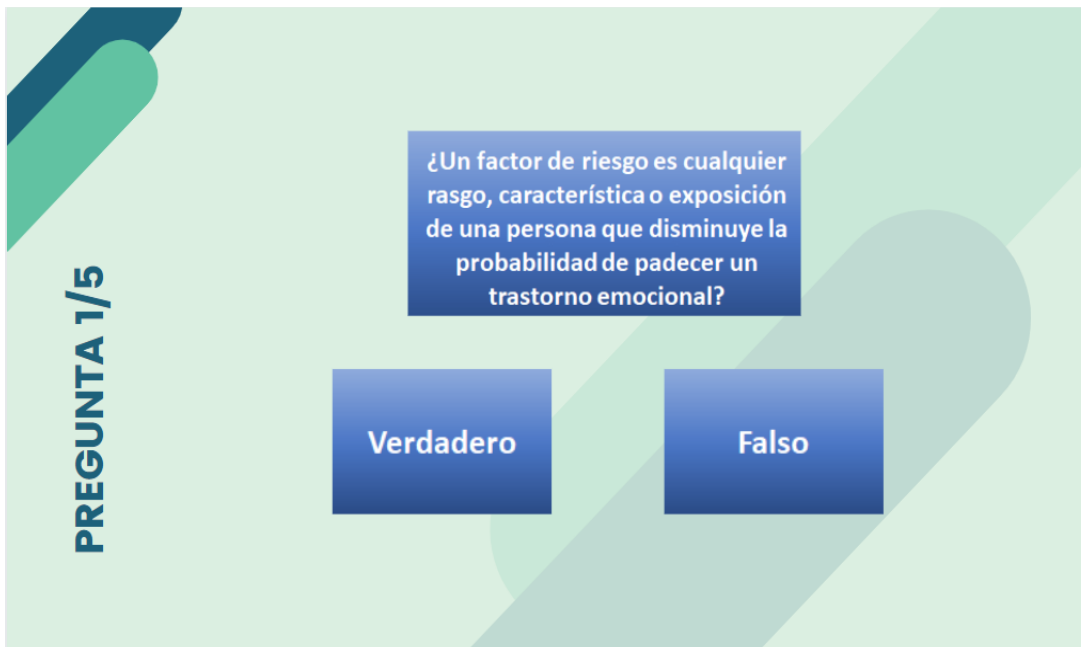 PREGUNTA 1/5
¿Un factor de riesgo es cualquier
rasgo, característica o exposición
de una persona que disminuye la
probabilidad de padecer un
trastorno emocional?
Verdadero
Falso